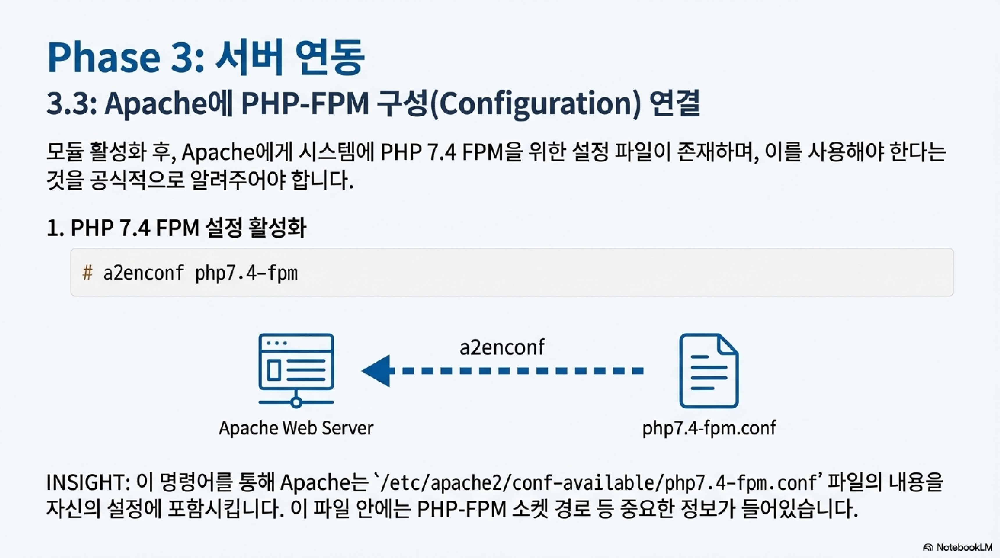 Phase 3: 서버 연동
3.3: Apache에 PHP-FPM 구성(Configuration) 연결
모듈 활성화 후, Apache에게 시스템에 PHP 7.4 FPM을 위한 설정 파일이 존재하며, 이를 사용해야 한다는
것을 공식적으로 알려주어야 합니다.
1. PHP 7.4 FPM 설정 활성화
# a2enconf php7.4-fpm
a2enconf
Apache Web Server
php7.4-fpm.conf
INSIGHT: 이 명령어를 통해 Apache는 `/etc/apache2/conf-available/php7.4-fpm.conf’ 파일의 내용을
자신의 설정에 포함시킵니다. 이 파일 안에는 PHP-FPM 소켓 경로 등 중요한 정보가 들어있습니다.
NotebookLM